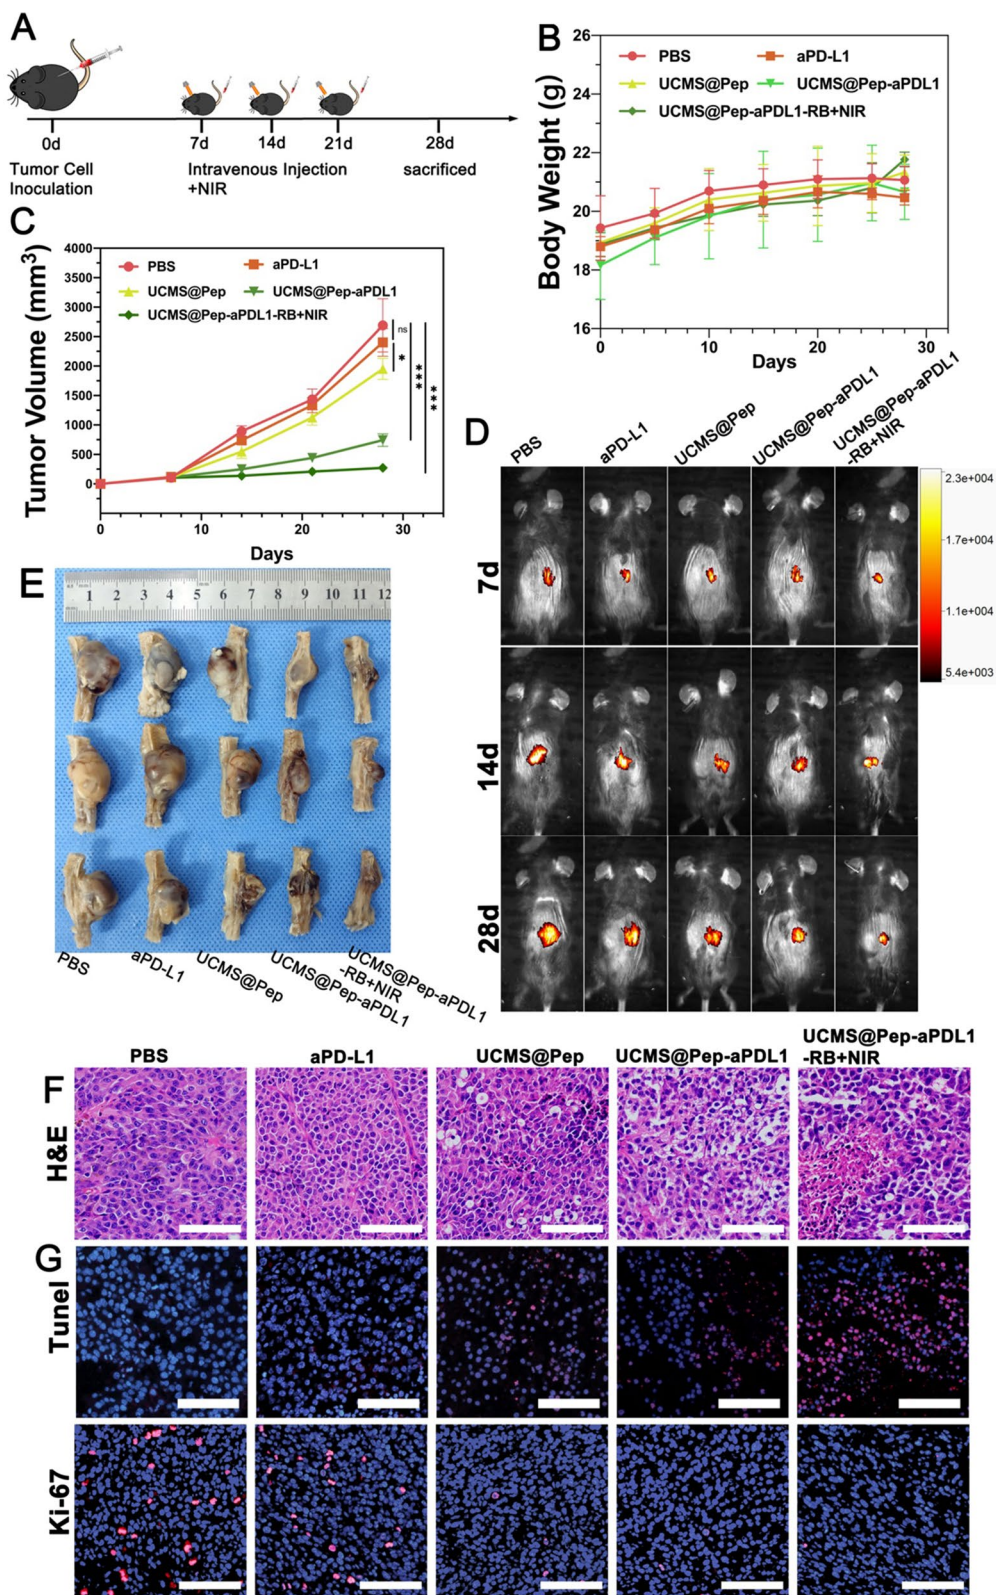 A
0d
7d
14d
21d
28d
Tumor Cell
Inoculation
Intravenous Injection
+NIR
sacrificed
B
Body Weight (g)
26
24
22
20
18
16
PBS
aPD-L1
UCMS@Pep
UCMS@Pep-aPDL1
UCMS@Pep-aPDL1-RB+NIR
0
10
20
30
Days
C
Tumor Volume (mm³)
4000
3500
3000
2500
2000
1500
1000
500
0
PBS
aPD-L1
UCMS@Pep
UCMS@Pep-aPDL1
UCMS@Pep-aPDL1-RB+NIR
ns
*
***
***
0
10
20
30
Days
D
PBS
aPD-L1
UCMS@Pep
UCMS@Pep-aPDL1
UCMS@Pep-aPDL1
-RB+NIR
7d
14d
28d
2.3e+004
1.7e+004
1.1e+004
5.4e+003
E
1 2 3 4 5 6 7 8 9 10 11 12
PBS
aPD-L1
UCMS@Pep
UCMS@Pep-aPDL1
UCMS@Pep-aPDL1
-RB+NIR
F
PBS
aPD-L1
UCMS@Pep
UCMS@Pep-aPDL1
UCMS@Pep-aPDL1
-RB+NIR
H&E
G
Tunel
Ki-67